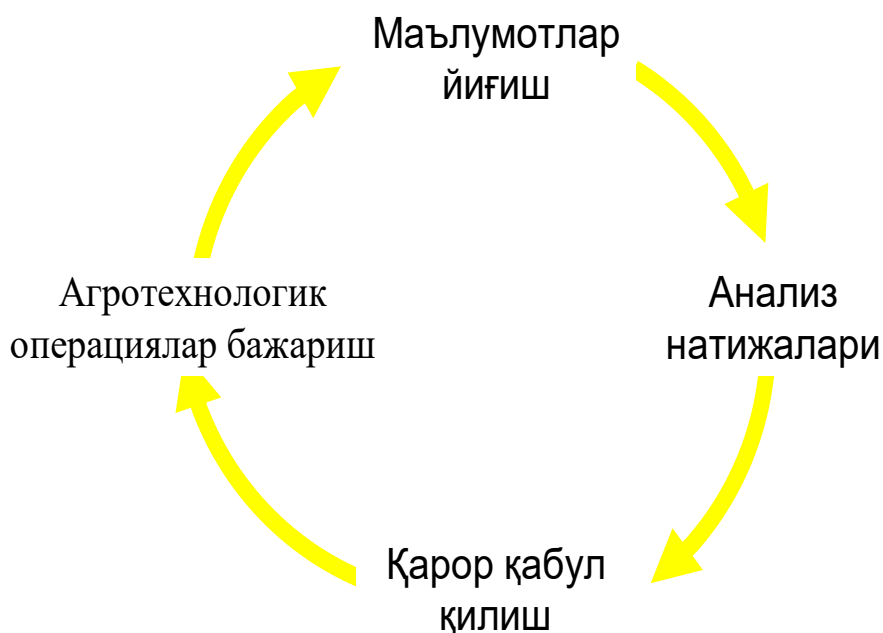 Маълумотлар
йиғиш
Анализ
натижалари
Қарор қабул
қилиш
Агротехнологик
операциялар бажариш